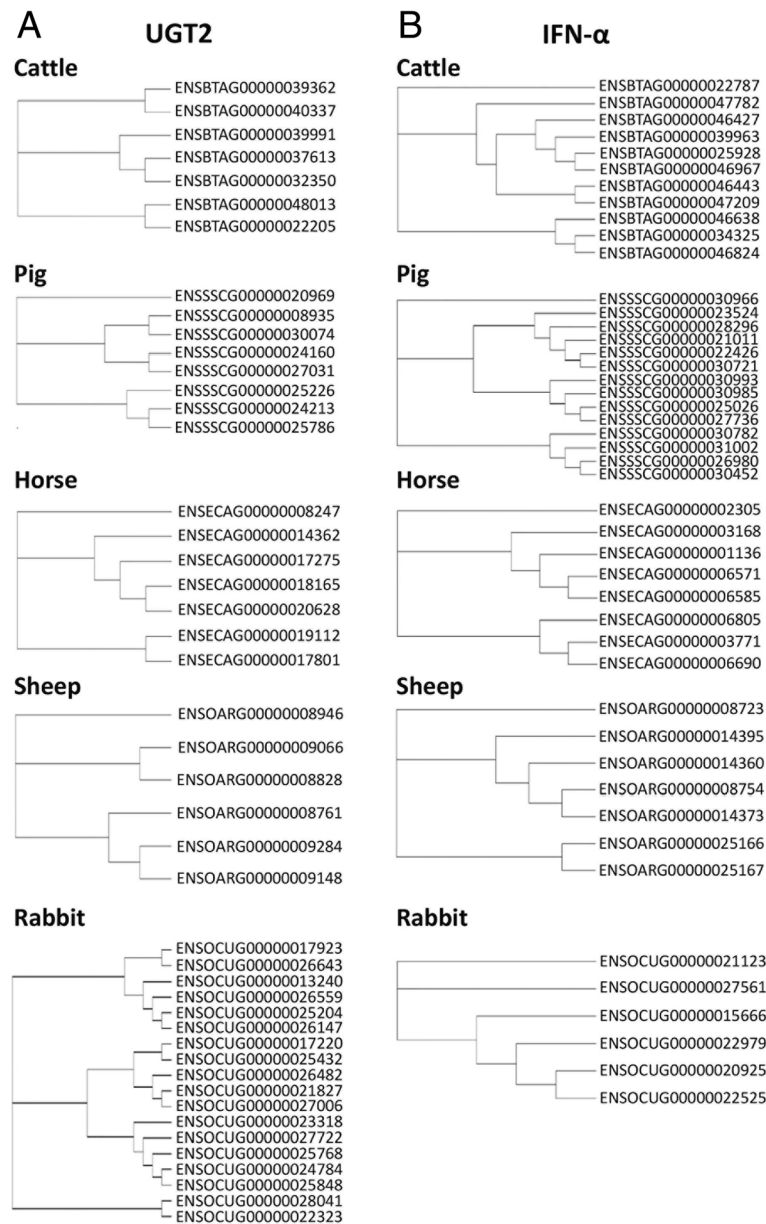 A
UGT2
Cattle
ENSBTAG00000039362
ENSBTAG00000040337
ENSBTAG00000039991
ENSBTAG00000037613
ENSBTAG00000032350
ENSBTAG00000048013
ENSBTAG00000022205
Pig
ENSSSCG00000020969
ENSSSCG00000008935
ENSSSCG00000030074
ENSSSCG00000024160
ENSSSCG00000027031
ENSSSCG00000025226
ENSSSCG00000024213
ENSSSCG00000025786
Horse
ENSECAG00000008247
ENSECAG00000014362
ENSECAG00000017275
ENSECAG00000018165
ENSECAG00000020628
ENSECAG00000019112
ENSECAG00000017801
Sheep
ENSOARG00000008946
ENSOARG00000009066
ENSOARG00000008828
ENSOARG00000008761
ENSOARG00000009284
ENSOARG00000009148
Rabbit
ENSOCUG00000017923
ENSOCUG00000026643
ENSOCUG00000013240
ENSOCUG00000026559
ENSOCUG00000025204
ENSOCUG00000026147
ENSOCUG00000017220
ENSOCUG00000025432
ENSOCUG00000026482
ENSOCUG00000021827
ENSOCUG00000027006
ENSOCUG00000023318
ENSOCUG00000027722
ENSOCUG00000025768
ENSOCUG00000024784
ENSOCUG00000025848
ENSOCUG00000028041
ENSOCUG00000022323
B
IFN-α
Cattle
ENSBTAG00000022787
ENSBTAG00000047782
ENSBTAG00000046427
ENSBTAG00000039963
ENSBTAG00000025928
ENSBTAG00000046967
ENSBTAG00000046443
ENSBTAG00000047209
ENSBTAG00000046638
ENSBTAG00000034325
ENSBTAG00000046824
Pig
ENSSSCG00000030966
ENSSSCG00000023524
ENSSSCG00000028296
ENSSSCG00000021011
ENSSSCG00000022426
ENSSSCG00000030721
ENSSSCG00000030993
ENSSSCG00000030985
ENSSSCG00000025026
ENSSSCG00000027736
ENSSSCG00000030782
ENSSSCG00000031002
ENSSSCG00000026980
ENSSSCG00000030452
Horse
ENSECAG00000002305
ENSECAG00000003168
ENSECAG00000001136
ENSECAG00000006571
ENSECAG00000006585
ENSECAG00000006805
ENSECAG00000003771
ENSECAG00000006690
Sheep
ENSOARG00000008723
ENSOARG00000014395
ENSOARG00000014360
ENSOARG00000008754
ENSOARG00000014373
ENSOARG00000025166
ENSOARG00000025167
Rabbit
ENSOCUG00000021123
ENSOCUG00000027561
ENSOCUG00000015666
ENSOCUG00000022979
ENSOCUG00000020925
ENSOCUG00000022525